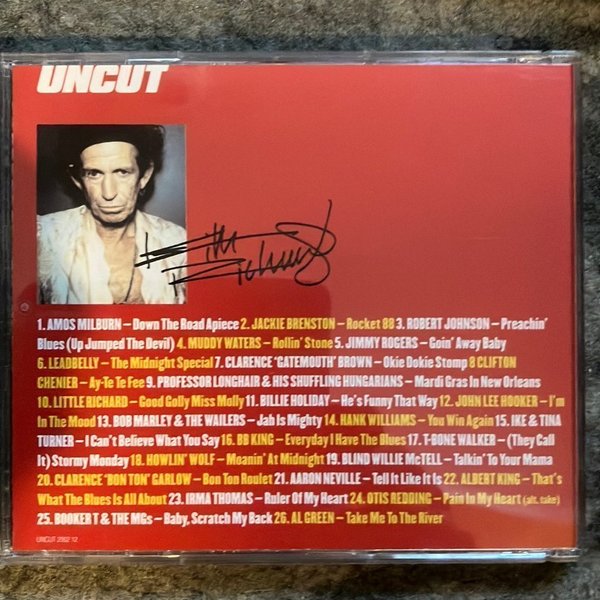 UNCUT
Keith Richards
1. AMOS MILBURN – Down The Road Apiece 2. JACKIE BRENSTON – Rocket 88 3. ROBERT JOHNSON – Preachin'
Blues (Up Jumped The Devil) 4. MUDDY WATERS – Rollin' Stone 5. JIMMY ROGERS – Goin' Away Baby
6. LEADBELLY – The Midnight Special 7. CLARENCE 'GATEMOUTH' BROWN – Okie Dokie Stomp 8 CLIFTON
CHENIER – Ay-Te Te Fee 9. PROFESSOR LONGHAIR & HIS SHUFFLING HUNGARIANS – Mardi Gras In New Orleans
10. LITTLE RICHARD – Good Golly Miss Molly 11. BILLIE HOLIDAY – He's Funny That Way 12. JOHN LEE HOOKER – I'm
In The Mood 13. BOB MARLEY & THE WAILERS – Jah Is Mighty 14. HANK WILLIAMS – You Win Again 15. IKE & TINA
TURNER – I Can't Believe What You Say 16. BB KING – Everyday I Have The Blues 17. T-BONE WALKER – (They Call
It) Stormy Monday 18. HOWLIN' WOLF – Moanin' At Midnight 19. BLIND WILLIE McTELL – Talkin' To Your Mama
20. CLARENCE 'BON TON' GARLOW – Bon Ton Roulet 21. AARON NEVILLE – Tell It Like It Is 22. ALBERT KING – That's
What The Blues Is All About 23. IRMA THOMAS – Ruler Of My Heart 24. OTIS REDDING – Pain In My Heart (alt. take)
25. BOOKER T & THE MGs – Baby, Scratch My Back 26. AL GREEN – Take Me To The River
UNCUT 2002 12